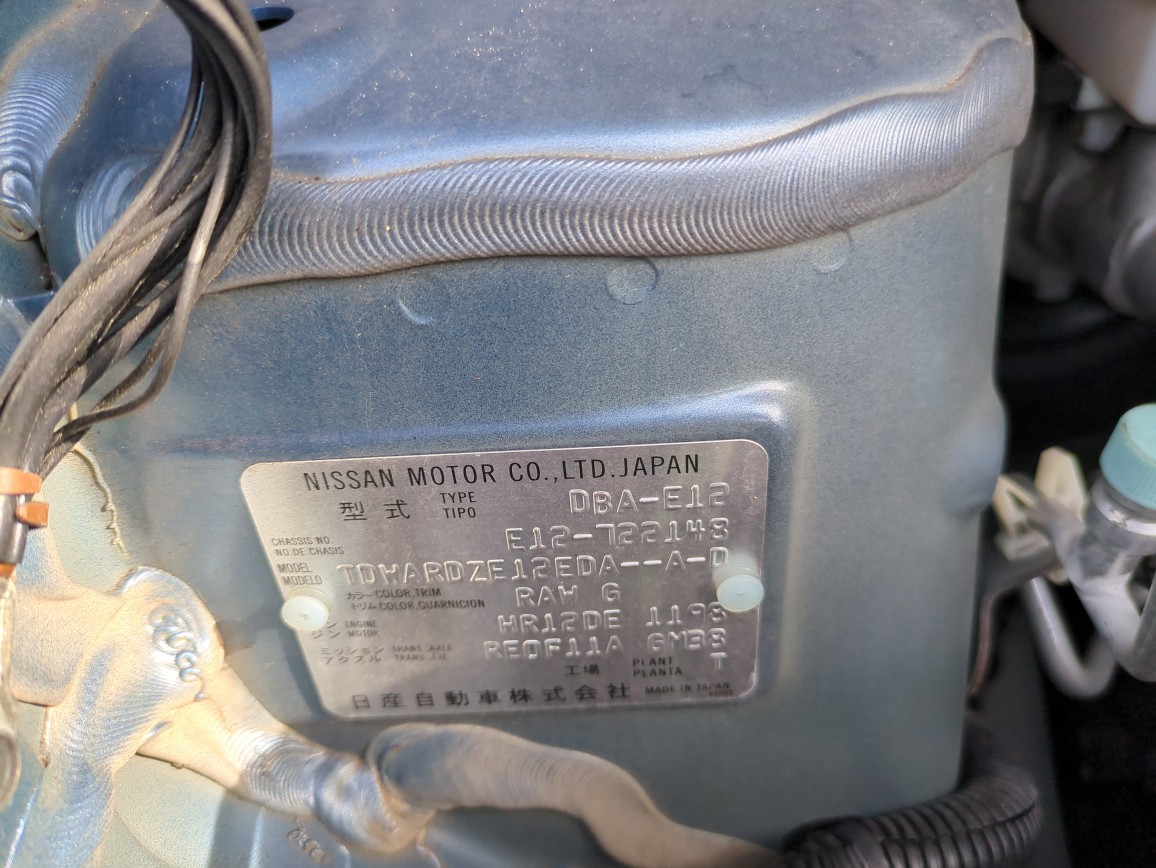 NISSAN MOTOR CO.,LTD.JAPAN
型式 TYPE TIPO DBA-E12
CHASSIS NO. NO.DE CHASIS E12-722148
MODEL MODELO TDWARDZE12EDA--A-D
カラー COLOR,TRIM トリム COLOR,GUARNICION RAW G
ENGINE MOTOR HR12DE 1198
ミッション アクスル TRANS. AXLE RE0F11A GM38
工場 PLANT PLANTA T
日産自動車株式会社 MADE IN JAPAN